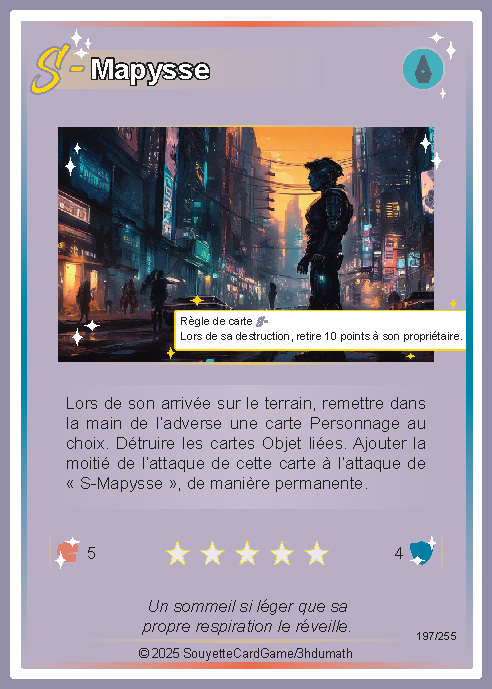 S- Mapysse
Règle de carte S-
Lors de sa destruction, retire 10 points à son propriétaire.
Lors de son arrivée sur le terrain, remettre dans
la main de l'adverse une carte Personnage au
choix. Détruire les cartes Objet liées. Ajouter la
moitié de l'attaque de cette carte à l'attaque de
« S-Mapysse », de manière permanente.
5
4
Un sommeil si léger que sa
propre respiration le réveille.
197/255
© 2025 SouyetteCardGame/3hdumath